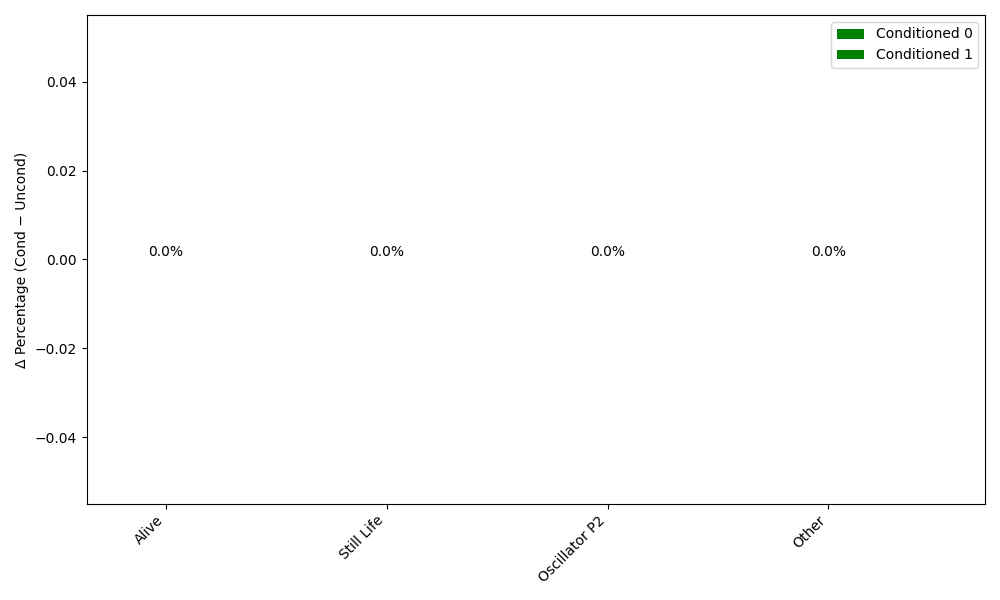 Conditioned 0
Conditioned 1
Δ Percentage (Cond − Uncond)
0.04
0.02
0.00
−0.02
−0.04
0.0% 0.0% 0.0% 0.0%
Alive Still Life Oscillator P2 Other